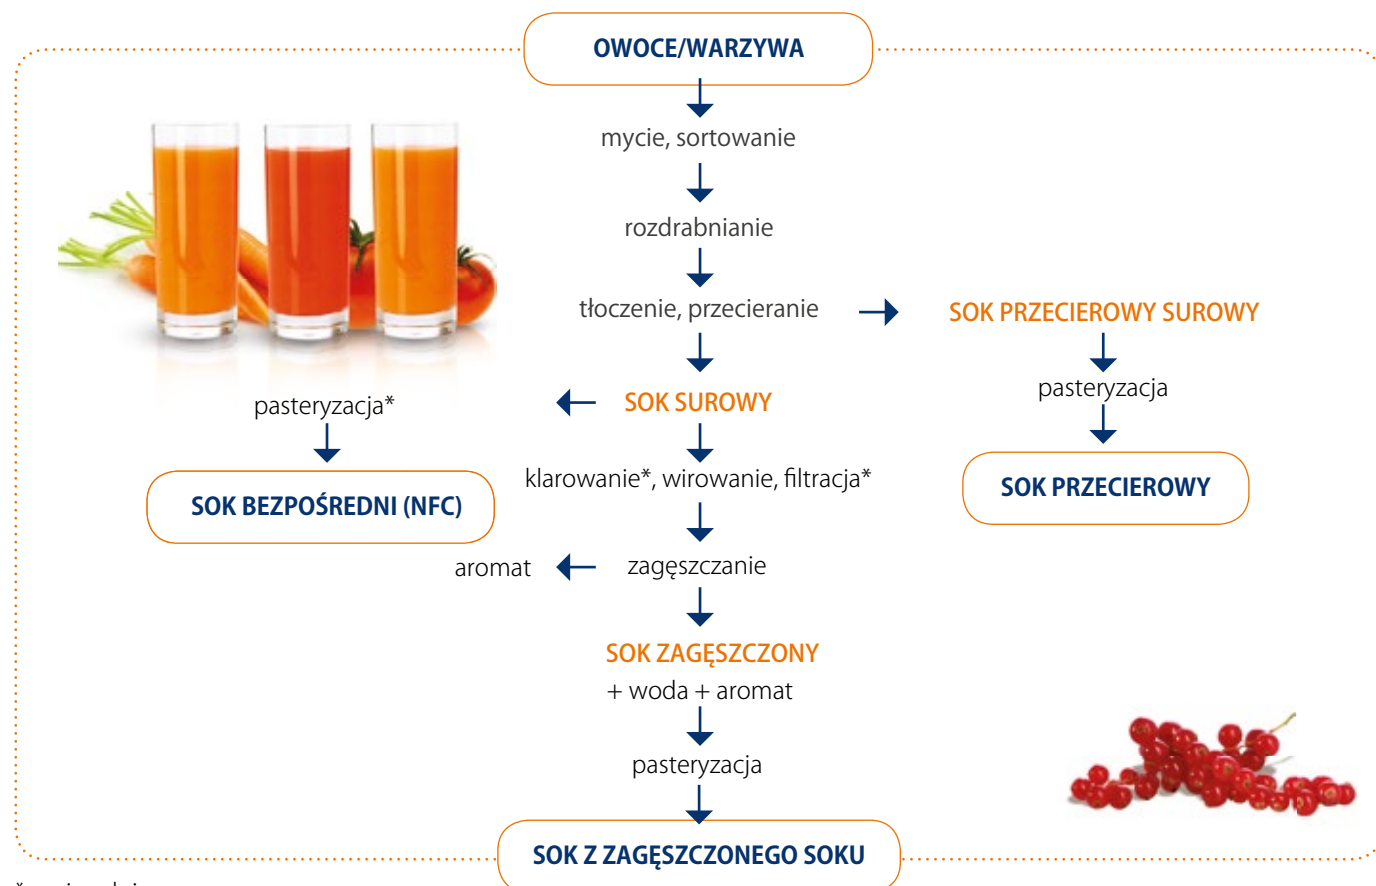 OWOCE/WARZYWA
mycie, sortowanie
rozdrabnianie
tłoczenie, przecieranie
SOK PRZECIEROWY SUROWY
pasteryzacja
SOK PRZECIEROWY
SOK SUROWY
pasteryzacja*
SOK BEZPOŚREDNI (NFC)
klarowanie*, wirowanie, filtracja*
zagęszczanie
aromat
SOK ZAGĘSZCZONY
+ woda + aromat
pasteryzacja
SOK Z ZAGĘSZCZONEGO SOKU